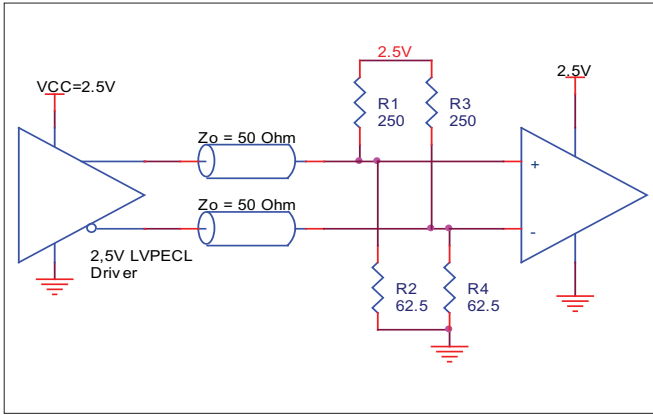 2.5V
VCC=2.5V
2.5V
R1
250
R3
250
Zo = 50 Ohm
+
Zo = 50 Ohm
-
2,5V LVPECL
Driver
R2
62.5
R4
62.5